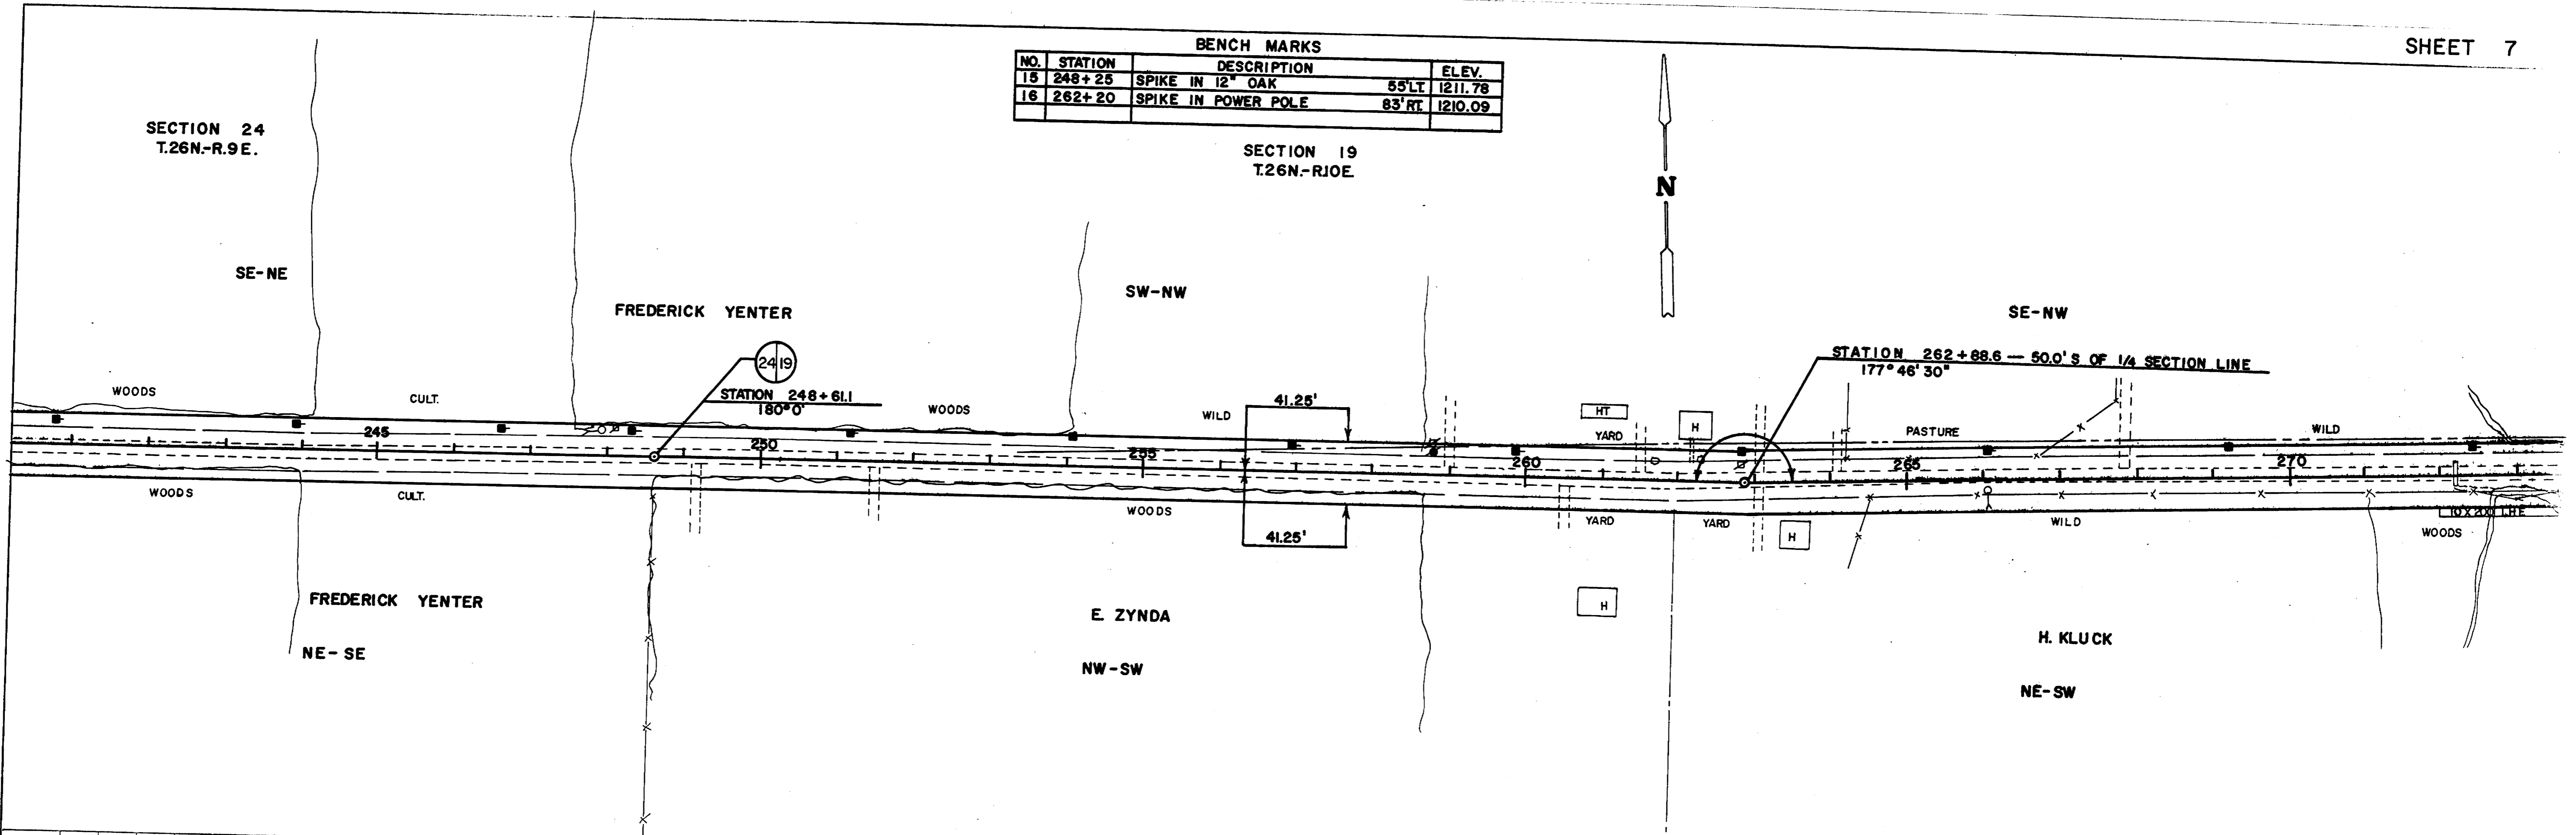 SHEET 7
BENCH MARKS
NO. STATION DESCRIPTION ELEV.
15 248+25 SPIKE IN 12" OAK 55'LT. 1211.78
16 262+20 SPIKE IN POWER POLE 83'RT. 1210.09
SECTION 24
T.26N.-R.9E.
SECTION 19
T.26N.-R.10E.
N
SE-NE
FREDERICK YENTER
SW-NW
SE-NW
24 19
STATION 248+61.1
180°0'
STATION 262+88.6 — 50.0' S OF 1/4 SECTION LINE
177°46'30"
WOODS
CULT.
WOODS
WILD
41.25'
HT
YARD
H
PASTURE
WILD
245
250
255
260
265
270
WOODS
CULT.
WOODS
41.25'
YARD
YARD
H
WILD
WOODS
FREDERICK YENTER
NE-SE
E. ZYNDA
NW-SW
H
H. KLUCK
NE-SW